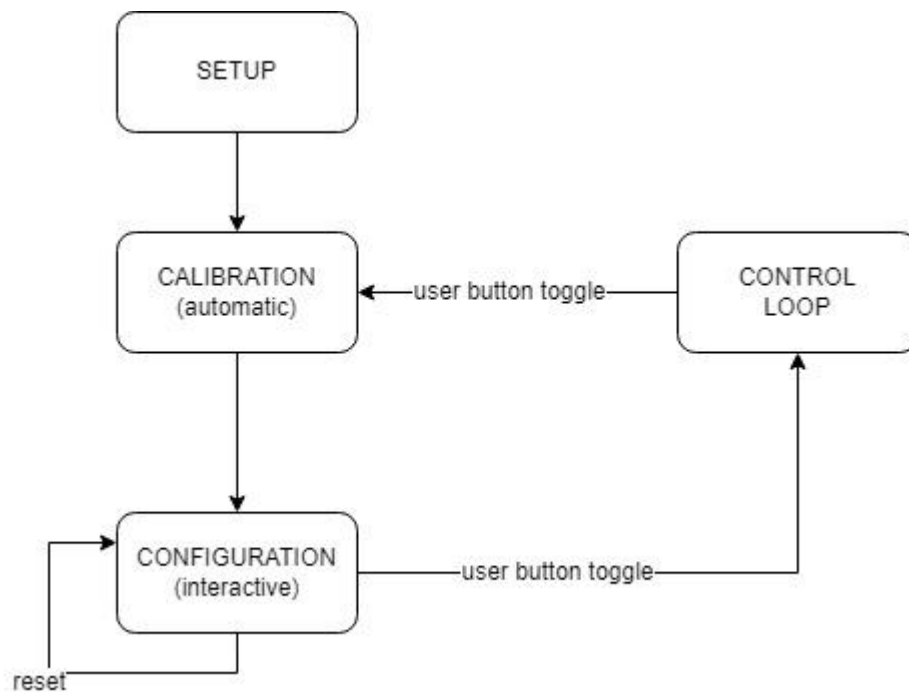 SETUP
CALIBRATION
(automatic)
user button toggle
CONTROL
LOOP
CONFIGURATION
(interactive)
user button toggle
reset